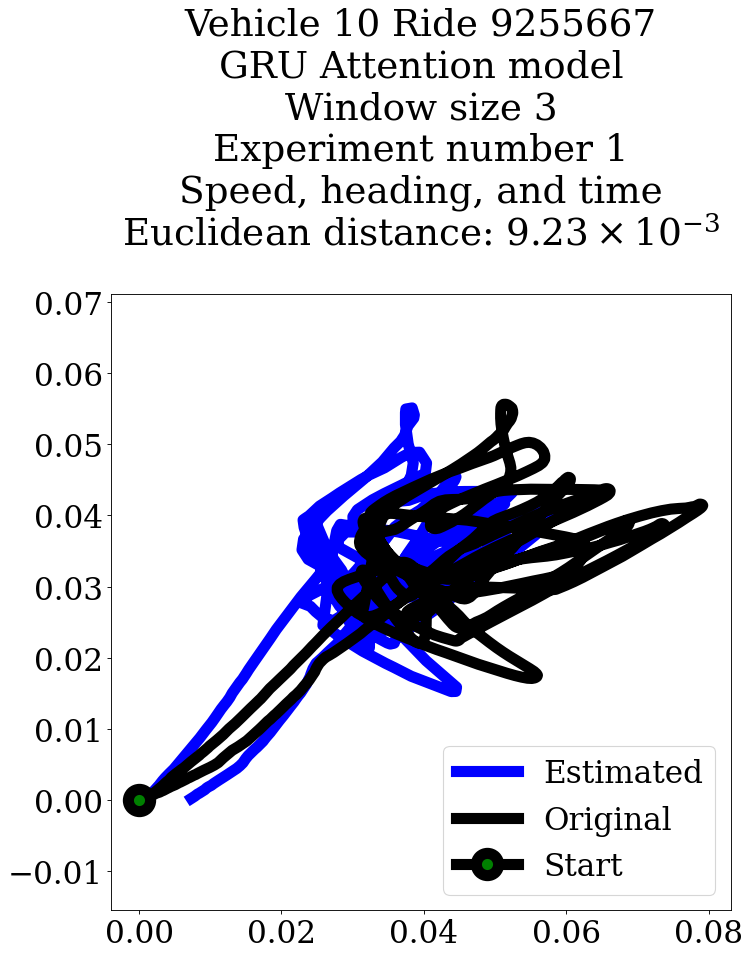 Vehicle 10 Ride 9255667
GRU Attention model
Window size 3
Experiment number 1
Speed, heading, and time
Euclidean distance: 9.23 × 10⁻³
0.07
0.06
0.05
0.04
0.03
0.02
0.01
0.00
−0.01
Estimated
Original
Start
0.00 0.02 0.04 0.06 0.08